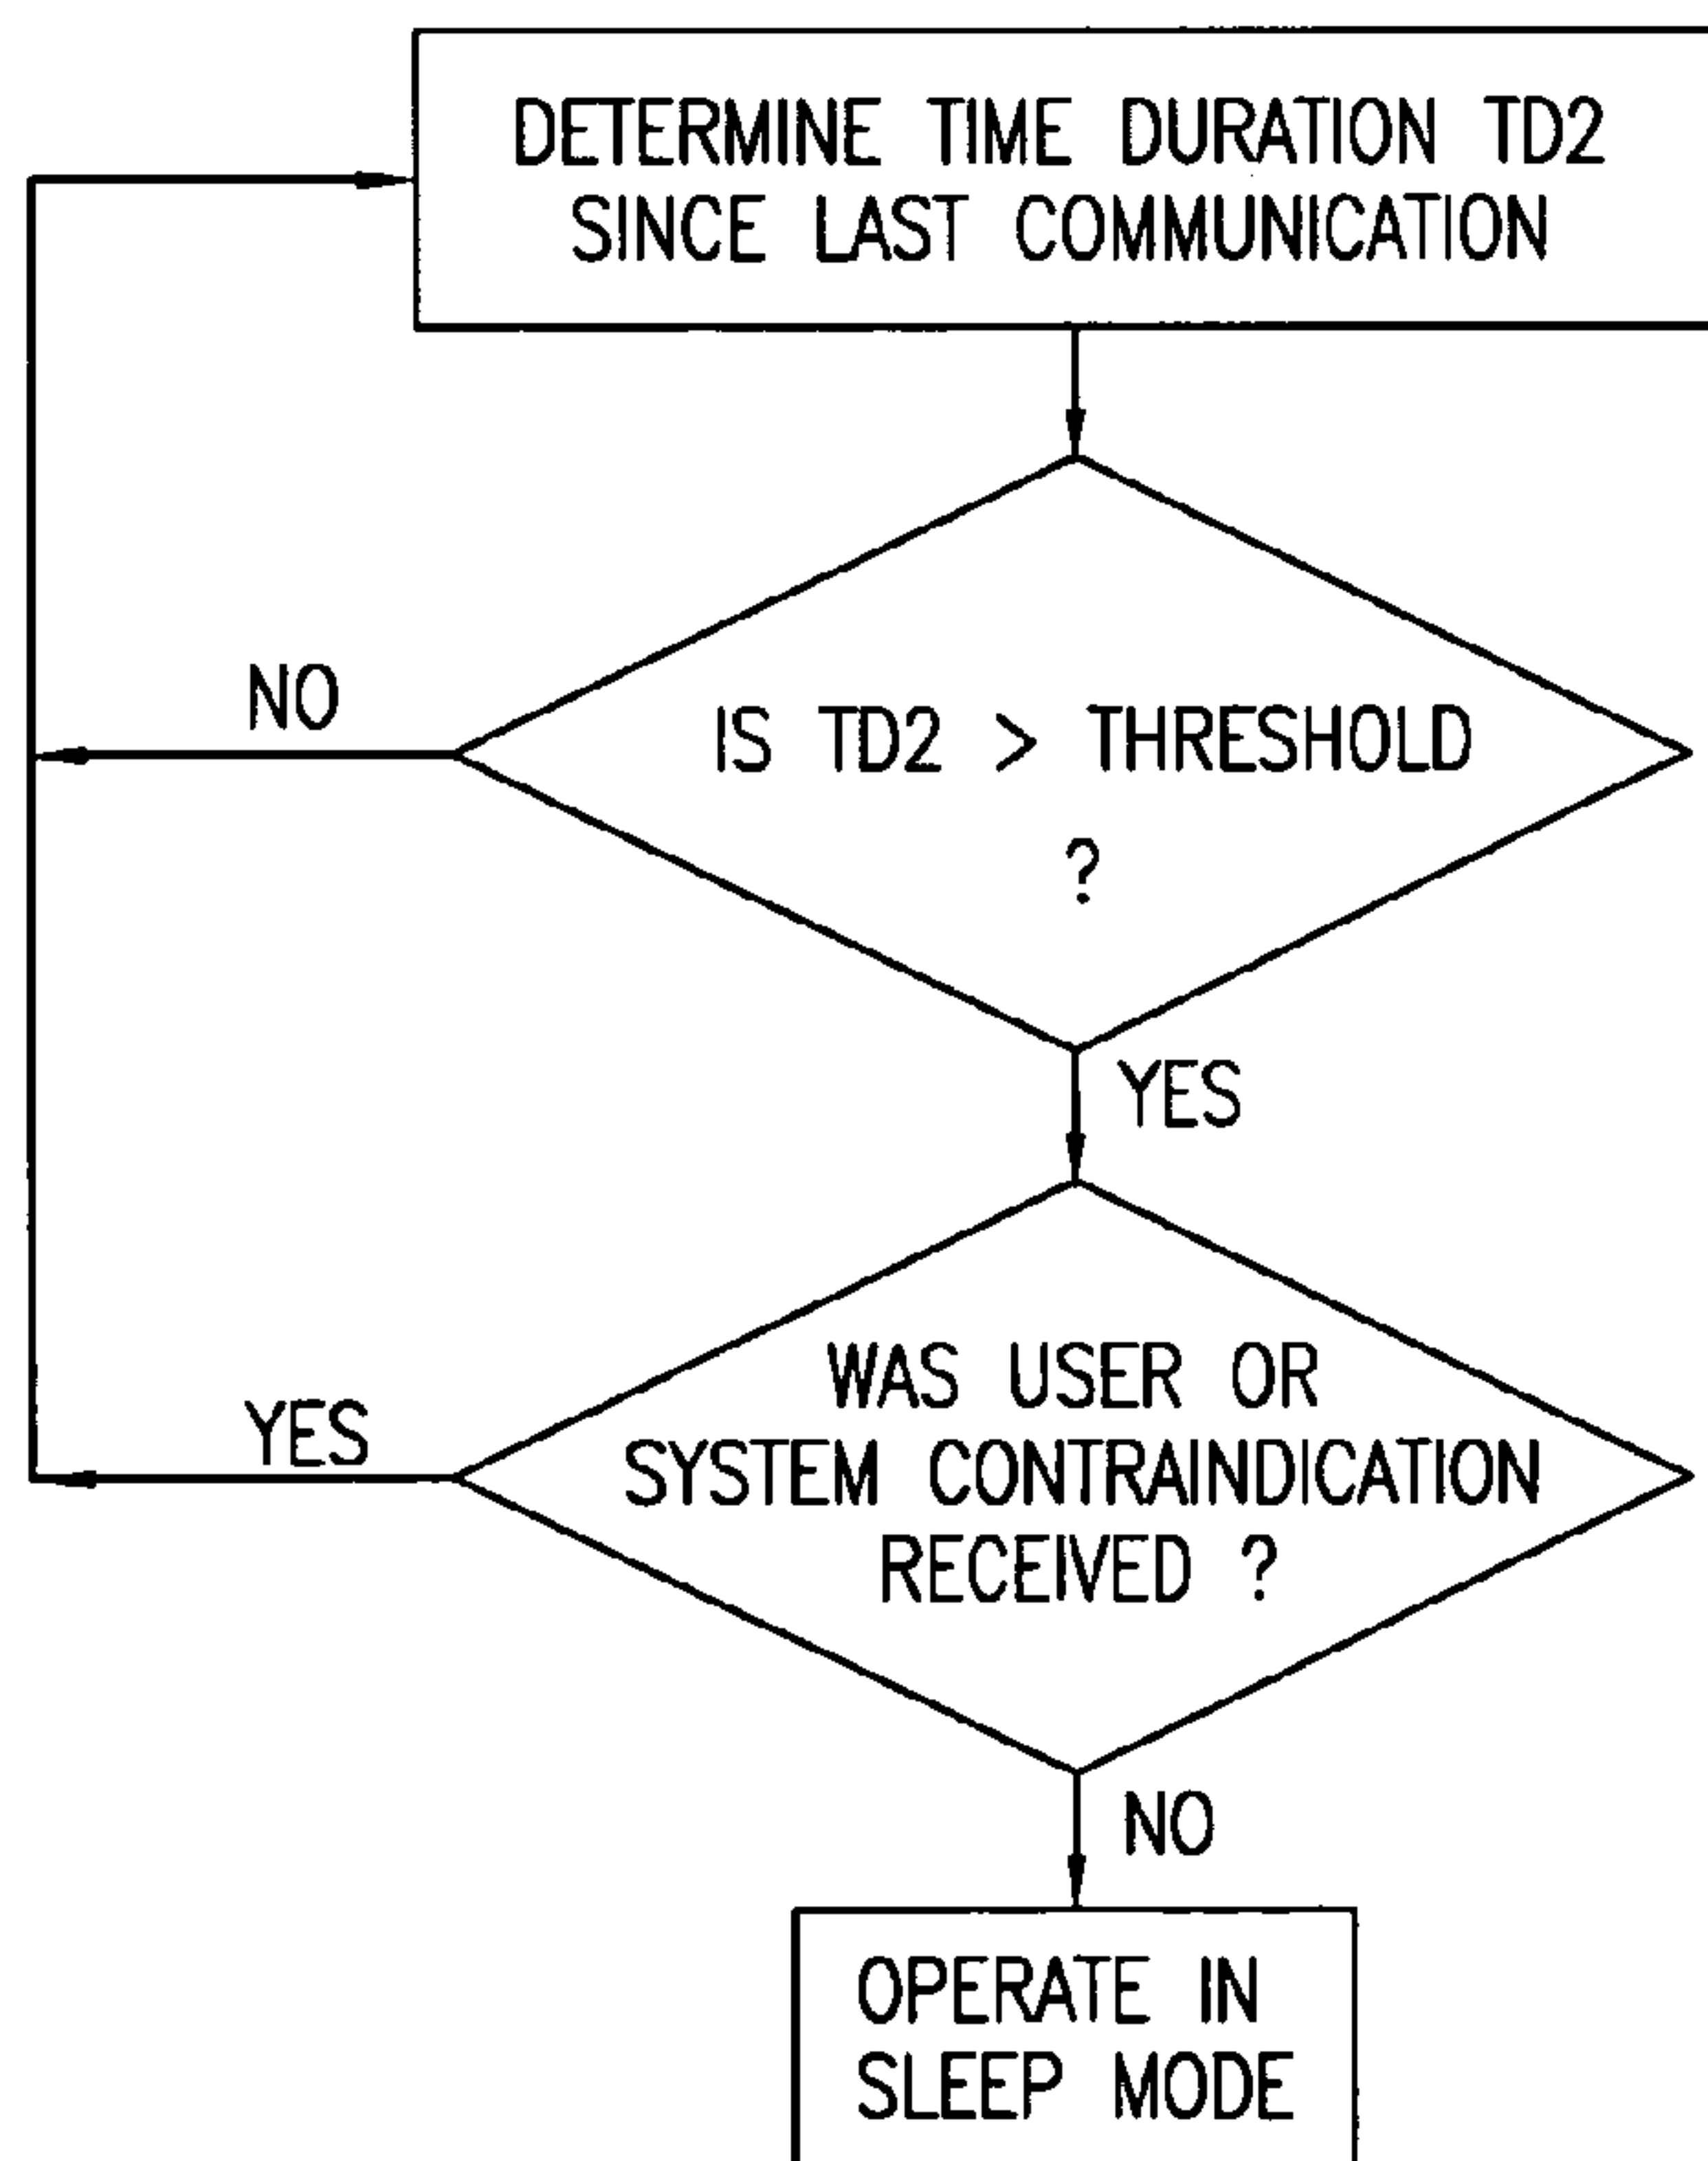 DETERMINE TIME DURATION TD2
SINCE LAST COMMUNICATION
NO
IS TD2 > THRESHOLD
?
YES
WAS USER OR
YES
SYSTEM CONTRAINDICATION
RECEIVED ?
NO
OPERATE IN
SLEEP MODE